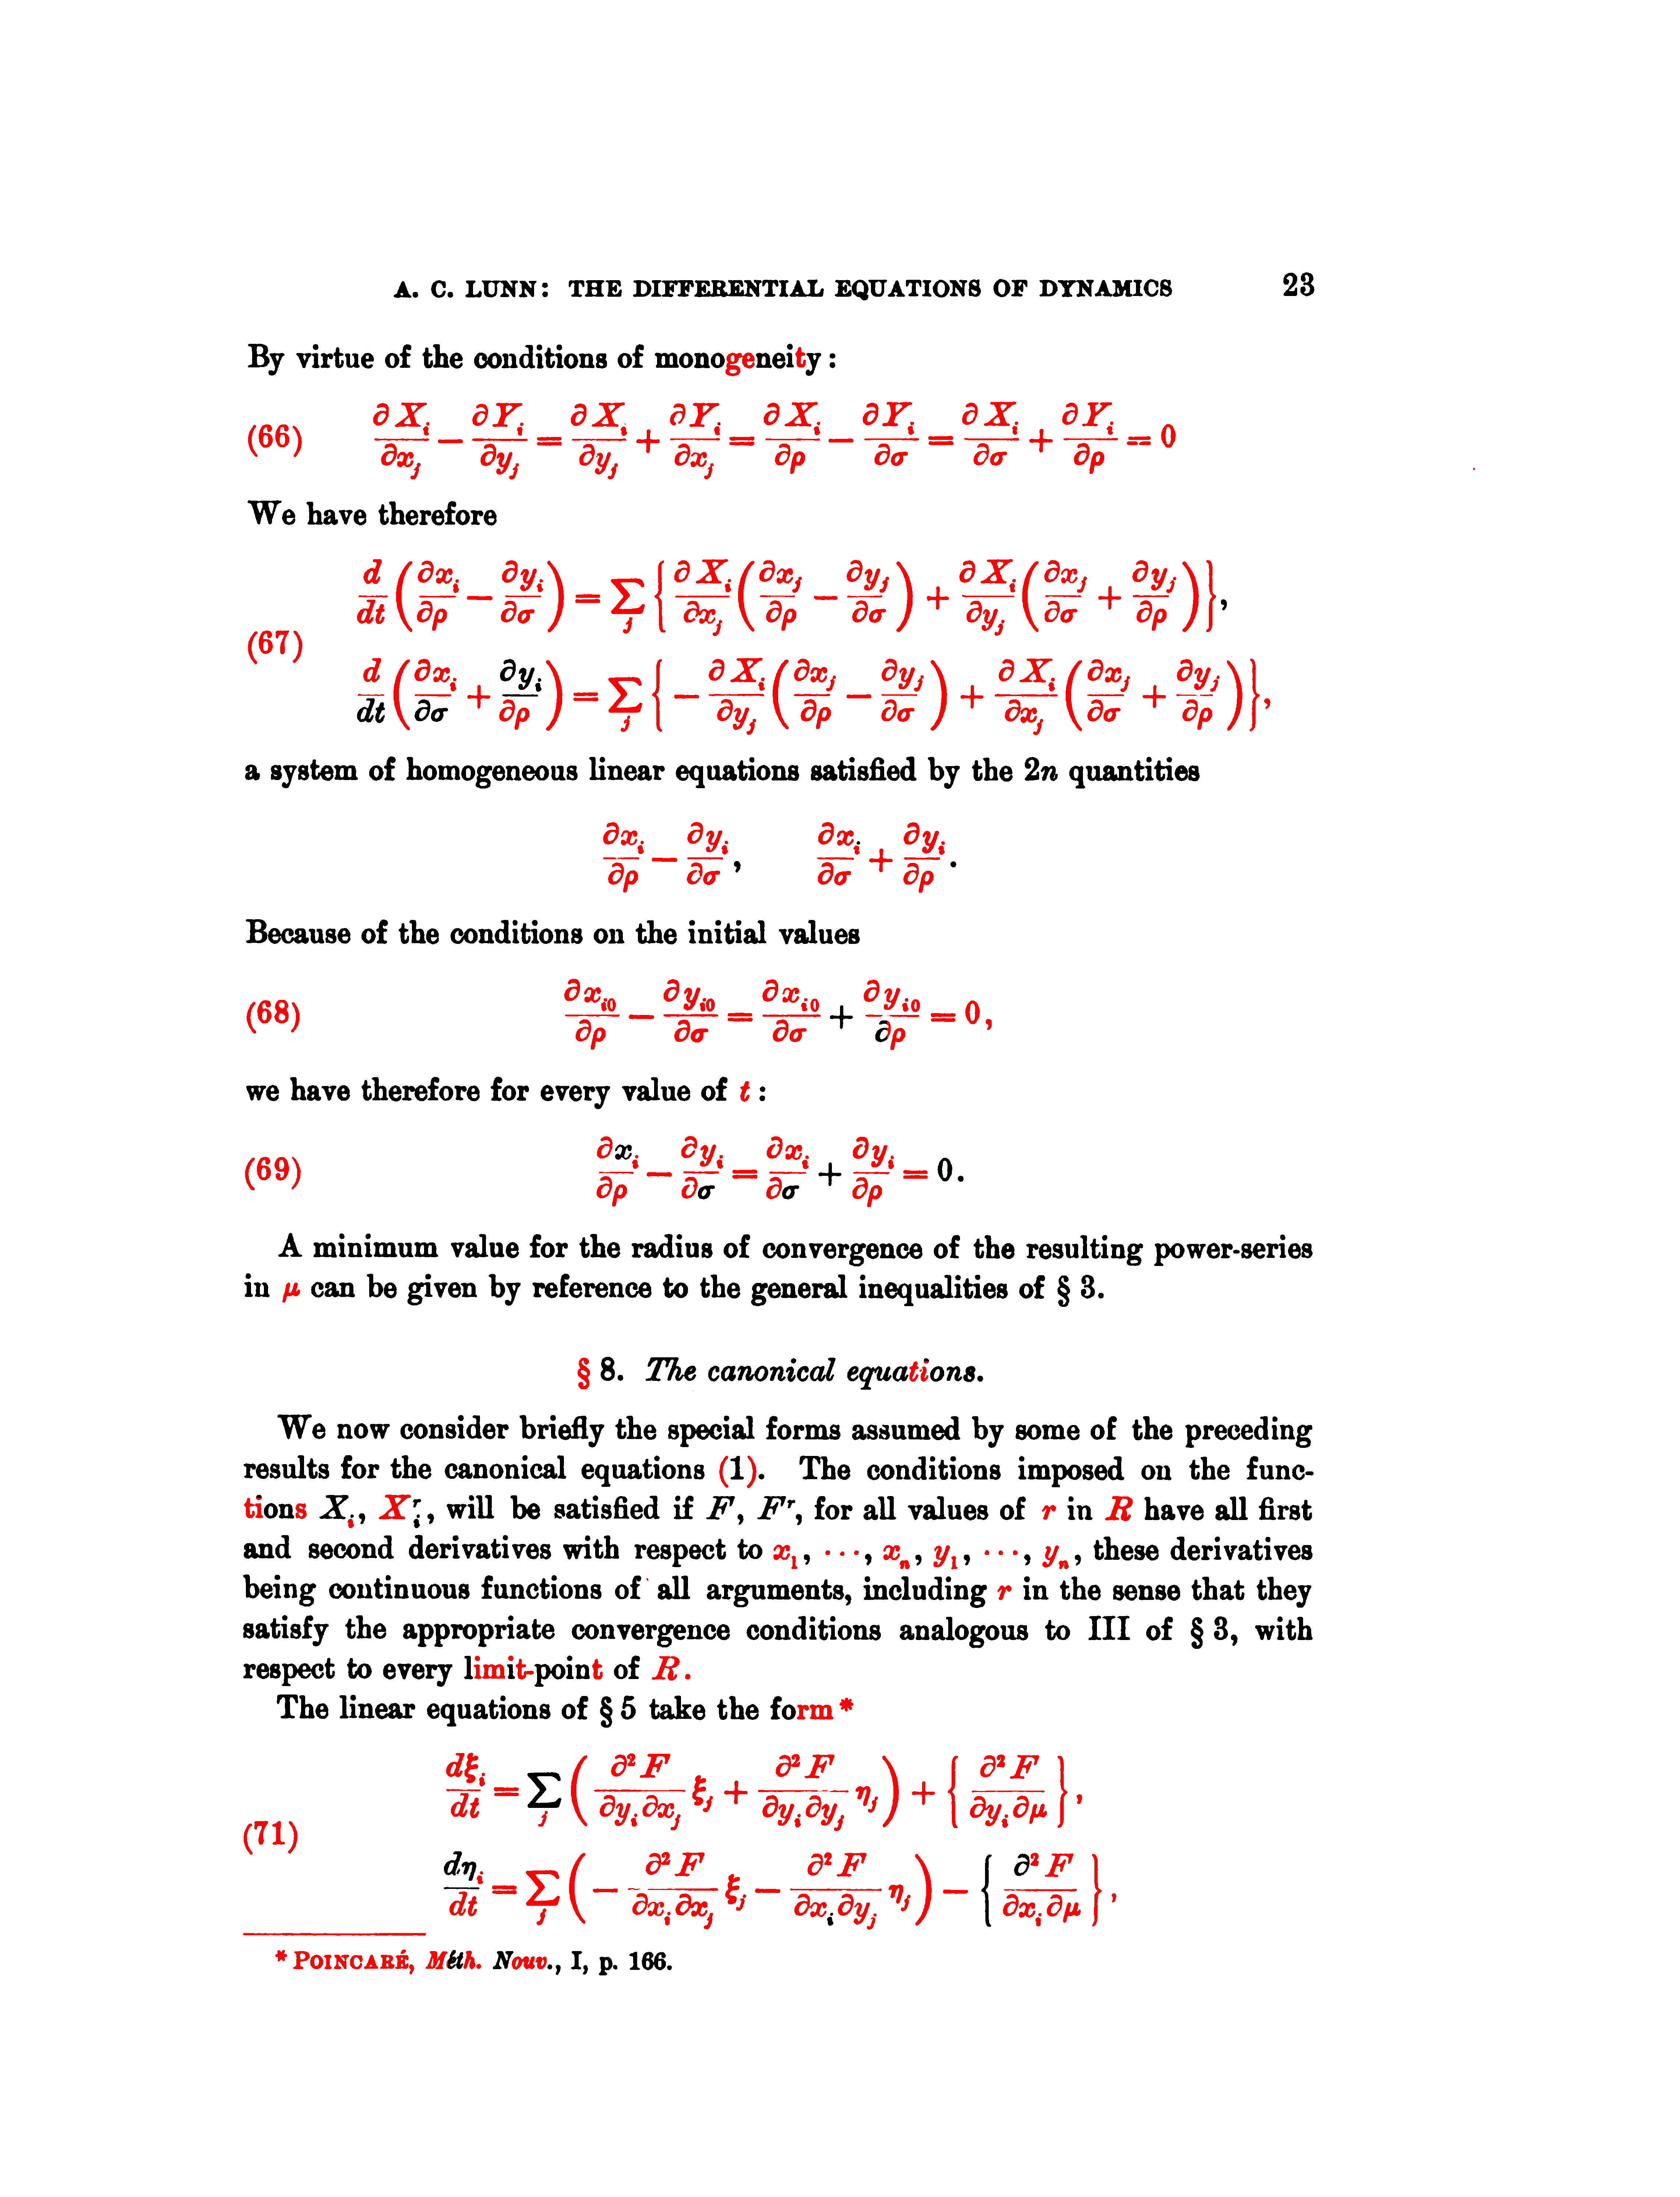 A. C. LUNN: THE DIFFERENTIAL EQUATIONS OF DYNAMICS 23
By virtue of the conditions of monogeneity:
(66) \frac{\partial X_i}{\partial x_j} - \frac{\partial Y_i}{\partial y_j} = \frac{\partial X_i}{\partial y_j} + \frac{\partial Y_i}{\partial x_j} = \frac{\partial X_i}{\partial \rho} - \frac{\partial Y_i}{\partial \sigma} = \frac{\partial X_i}{\partial \sigma} + \frac{\partial Y_i}{\partial \rho} = 0
We have therefore
\frac{d}{dt}\left(\frac{\partial x_i}{\partial \rho} - \frac{\partial y_i}{\partial \sigma}\right) = \sum_j \left\{ \frac{\partial X_i}{\partial x_j}\left(\frac{\partial x_j}{\partial \rho} - \frac{\partial y_j}{\partial \sigma}\right) + \frac{\partial X_i}{\partial y_j}\left(\frac{\partial x_j}{\partial \sigma} + \frac{\partial y_j}{\partial \rho}\right)\right\},
(67)
\frac{d}{dt}\left(\frac{\partial x_i}{\partial \sigma} + \frac{\partial y_i}{\partial \rho}\right) = \sum_j \left\{ -\frac{\partial X_i}{\partial y_j}\left(\frac{\partial x_j}{\partial \rho} - \frac{\partial y_j}{\partial \sigma}\right) + \frac{\partial X_i}{\partial x_j}\left(\frac{\partial x_j}{\partial \sigma} + \frac{\partial y_j}{\partial \rho}\right)\right\},
a system of homogeneous linear equations satisfied by the 2n quantities
\frac{\partial x_i}{\partial \rho} - \frac{\partial y_i}{\partial \sigma}, \frac{\partial x_i}{\partial \sigma} + \frac{\partial y_i}{\partial \rho}.
Because of the conditions on the initial values
(68) \frac{\partial x_{i0}}{\partial \rho} - \frac{\partial y_{i0}}{\partial \sigma} = \frac{\partial x_{i0}}{\partial \sigma} + \frac{\partial y_{i0}}{\partial \rho} = 0,
we have therefore for every value of t:
(69) \frac{\partial x_i}{\partial \rho} - \frac{\partial y_i}{\partial \sigma} = \frac{\partial x_i}{\partial \sigma} + \frac{\partial y_i}{\partial \rho} = 0.
A minimum value for the radius of convergence of the resulting power-series
in μ can be given by reference to the general inequalities of § 3.
§ 8. The canonical equations.
We now consider briefly the special forms assumed by some of the preceding
results for the canonical equations (1). The conditions imposed on the func-
tions X_i, X_i^r, will be satisfied if F, F^r, for all values of r in R have all first
and second derivatives with respect to x_1, ···, x_n, y_1, ···, y_n, these derivatives
being continuous functions of all arguments, including r in the sense that they
satisfy the appropriate convergence conditions analogous to III of § 3, with
respect to every limit-point of R.
The linear equations of § 5 take the form*
\frac{d\xi_i}{dt} = \sum_j \left( \frac{\partial^2 F}{\partial y_i \partial x_j} \xi_j + \frac{\partial^2 F}{\partial y_i \partial y_j} \eta_j \right) + \left\{ \frac{\partial^2 F}{\partial y_i \partial \mu} \right\},
(71)
\frac{d\eta_i}{dt} = \sum_j \left( -\frac{\partial^2 F}{\partial x_i \partial x_j} \xi_j - \frac{\partial^2 F}{\partial x_i \partial y_j} \eta_j \right) - \left\{ \frac{\partial^2 F}{\partial x_i \partial \mu} \right\},
* POINCARÉ, Méth. Nouv., I, p. 166.